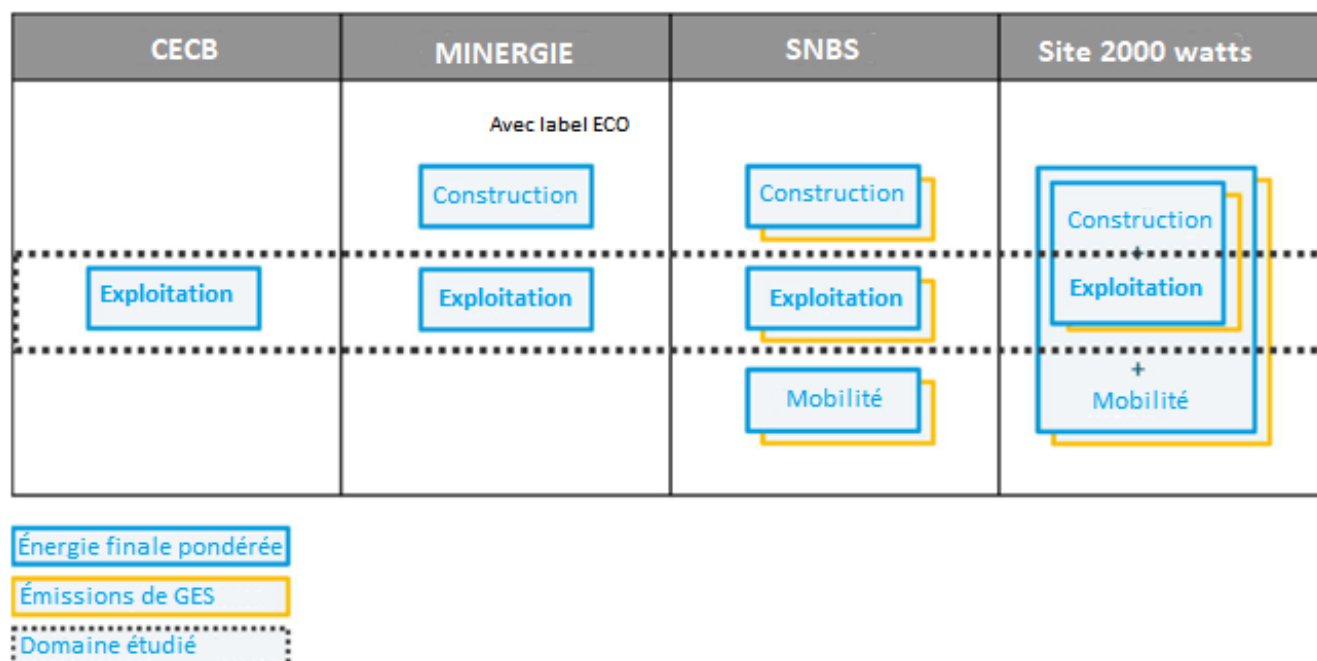 CECB
MINERGIE
SNBS
Site 2000 watts
Avec label ECO
Construction
Construction
Construction
+
Exploitation
Exploitation
Exploitation
Exploitation
+
Mobilité
Mobilité
Énergie finale pondérée
Émissions de GES
Domaine étudié